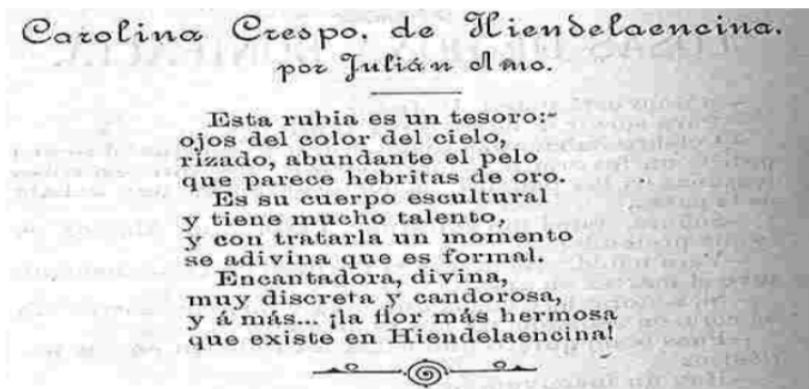 Carolina Crespo, de Hiendelaencina.
por Julián Olmo.
Esta rubia es un tesoro:-
ojos del color del cielo,
rizado, abundante el pelo
que parece hebritas de oro.
Es su cuerpo escultural
y tiene mucho talento,
y con tratarla un momento
se adivina que es formal.
Encantadora, divina,
muy discreta y candorosa,
y á más... ¡la flor más hermosa
que existe en Hiendelaencina!